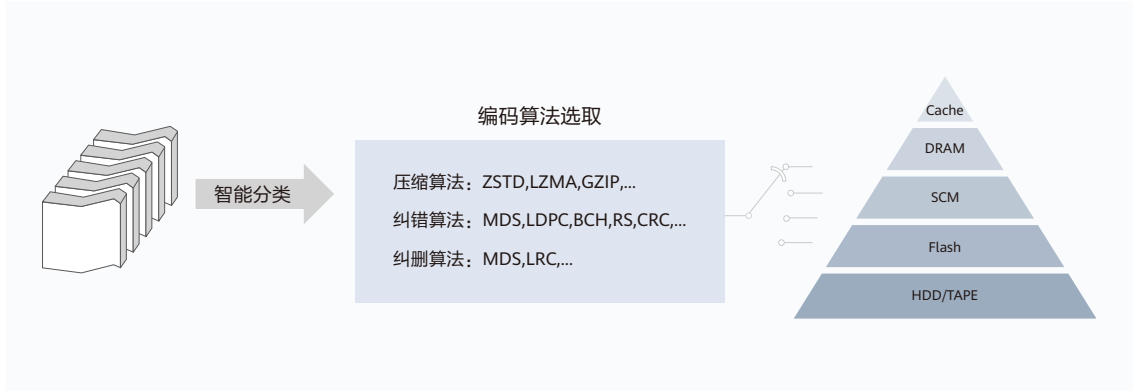 编码算法选取
智能分类
压缩算法：ZSTD,LZMA,GZIP,...
纠错算法：MDS,LDPC,BCH,RS,CRC,...
纠删算法：MDS,LRC,...
Cache
DRAM
SCM
Flash
HDD/TAPE